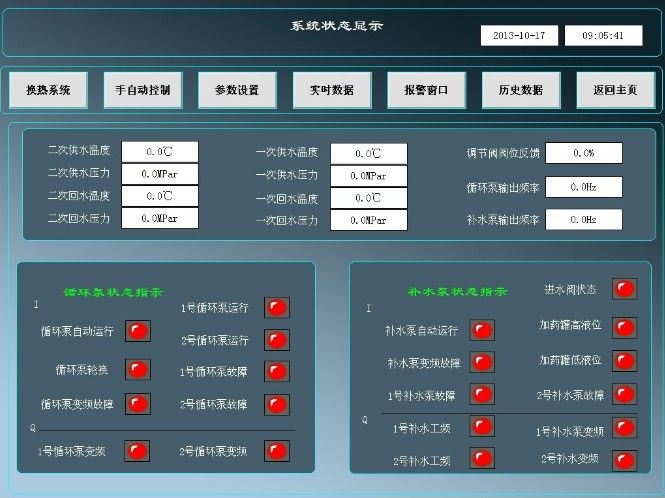 系统状态显示
2013-10-17 09:05:41
换热系统 手自动控制 参数设置 实时数据 报警窗口 历史数据 返回主页
二次供水温度 0.0℃ 一次供水温度 0.0℃ 调节阀阀位反馈 0.0%
二次供水压力 0.0MPar 一次供水压力 0.0MPar
二次回水温度 0.0℃ 一次回水温度 0.0℃ 循环泵输出频率 0.0Hz
二次回水压力 0.0MPar 一次回水压力 0.0MPar 补水泵输出频率 0.0Hz
循环泵状态指示
I
1号循环泵运行
循环泵自动运行 2号循环泵运行
循环泵轮换 1号循环泵故障
循环泵变频故障 2号循环泵故障
Q
1号循环泵变频 2号循环泵变频
补水泵状态指示 进水阀状态
I
补水泵自动运行 加药罐高液位
补水泵变频故障 加药罐低液位
1号补水泵故障 2号补水泵故障
Q
1号补水工频 1号补水泵变频
2号补水工频 2号补水变频